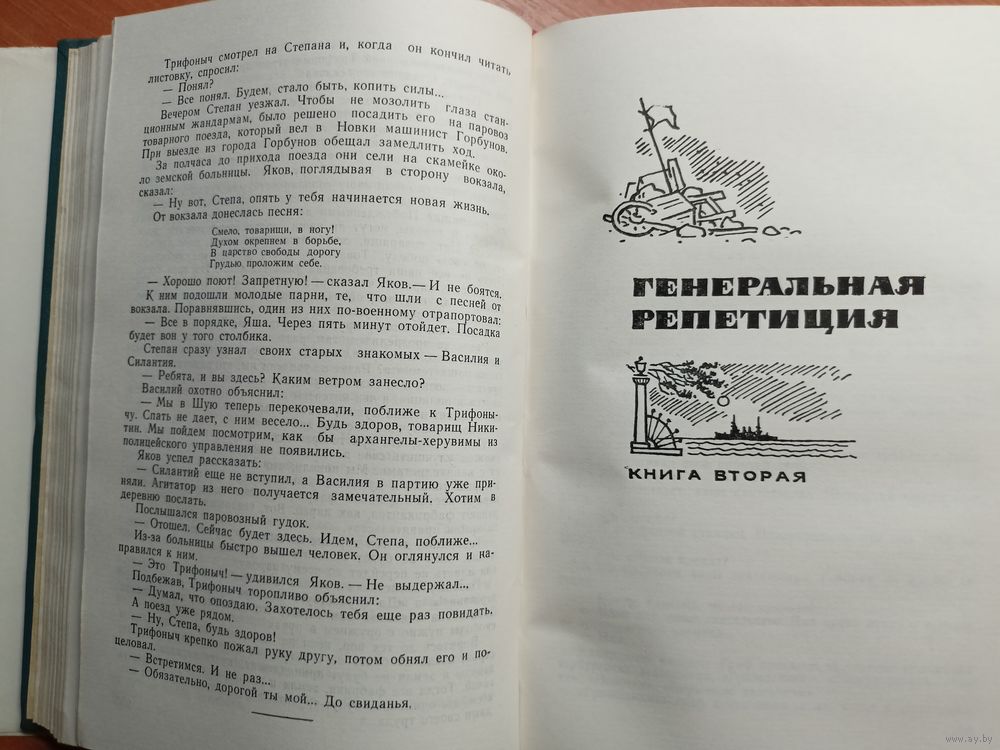 Трифоныч смотрел на Степана и, когда он кончил читать
листовку, спросил:
— Понял?
— Все понял. Будем, стало быть, копить силы...
Вечером Степан уезжал. Чтобы не мозолить глаза стан-
ционным жандармам, было решено посадить его на паровоз
товарного поезда, который вел в Новки машинист Горбунов.
При выезде из города Горбунов обещал замедлить ход.
За полчаса до прихода поезда они сели на скамейке око-
ло земской больницы. Яков, поглядывая в сторону вокзала,
сказал:
— Ну вот, Степа, опять у тебя начинается новая жизнь.
От вокзала донеслась песня:
Смело, товарищи, в ногу!
Духом окрепнем в борьбе,
В царство свободы дорогу
Грудью проложим себе.
— Хорошо поют! Запретную! — сказал Яков. — И не боятся.
К ним подошли молодые парни, те, что шли с песней от
вокзала. Поравнявшись, один из них по-военному отрапортовал:
— Все в порядке, Яша. Через пять минут отойдет. Посадка
будет вон у того столбика.
Степан сразу узнал своих старых знакомых — Василия и
Силантия.
— Ребята, и вы здесь? Каким ветром занесло?
Василий охотно объяснил:
— Мы в Шую теперь перекочевали, поближе к Трифоны-
чу. Спать не дает, с ним весело... Будь здоров, товарищ Ники-
тин. Мы пойдем посмотрим, как бы архангелы-херувимы из
полицейского управления не появились.
Яков успел рассказать:
— Силантий еще не вступил, а Василия в партию уже при-
няли. Агитатор из него получается замечательный. Хотим в
деревню послать.
Послышался паровозный гудок.
— Отошел. Сейчас будет здесь. Идем, Степа, поближе...
Из-за больницы быстро вышел человек. Он оглянулся и на-
правился к ним.
— Это Трифоныч! — удивился Яков. — Не выдержал...
Подбежав, Трифоныч торопливо объяснил:
— Думал, что опоздаю. Захотелось тебя еще раз повидать.
А поезд уже рядом.
— Ну, Степа, будь здоров!
Трифоныч крепко пожал руку другу, потом обнял его и по-
целовал.
— Встретимся. И не раз...
— Обязательно, дорогой ты мой... До свиданья.
ГЕНЕРАЛЬНАЯ
РЕПЕТИЦИЯ
КНИГА ВТОРАЯ
www.ay.by